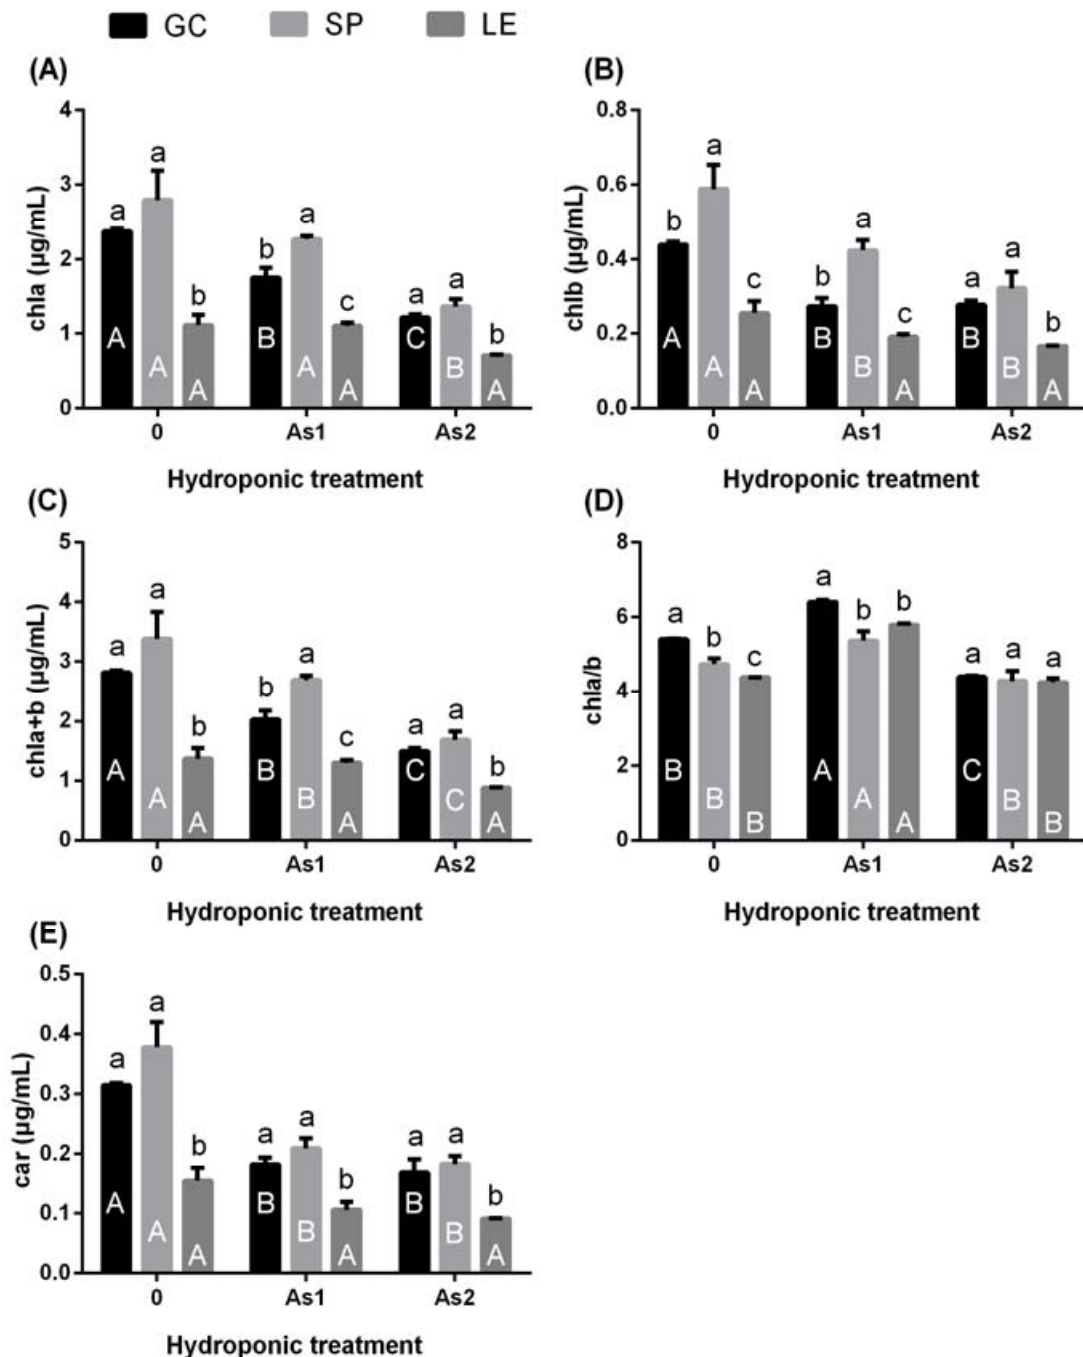 GC SP LE
(A)
chla (µg/mL)
4
3
2
1
0
a a b
b a c
a a b
A A A
B A A
C B A
0 As1 As2
Hydroponic treatment
(B)
chlb (µg/mL)
0.8
0.6
0.4
0.2
0.0
b a c
b a c
a a b
A A A
B B A
B B A
0 As1 As2
Hydroponic treatment
(C)
chla+b (µg/mL)
5
4
3
2
1
0
a a b
b a c
a a b
A A A
B B A
C C A
0 As1 As2
Hydroponic treatment
(D)
chla/b
8
6
4
2
0
a b c
a b b
a a a
B B B
A A A
C B B
0 As1 As2
Hydroponic treatment
(E)
car (µg/mL)
0.5
0.4
0.3
0.2
0.1
0.0
a a b
a a b
a a b
A A A
B B A
B B A
0 As1 As2
Hydroponic treatment